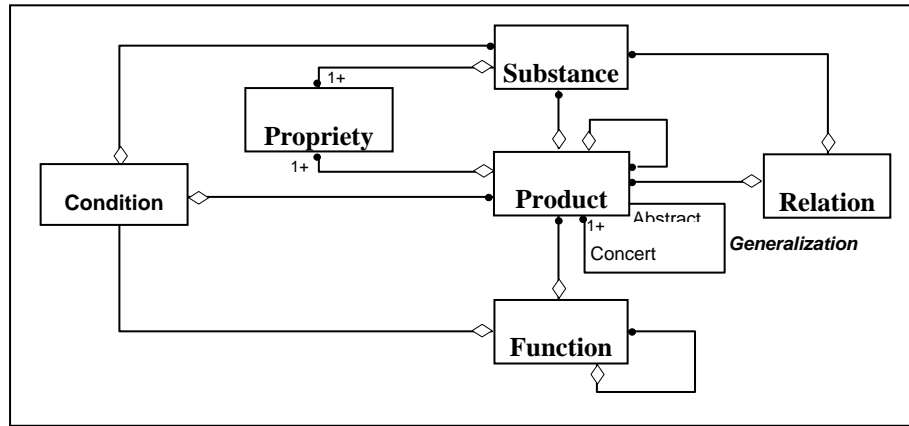 Substance
1+
Propriety
1+
Condition
Product
Relation
Abstract
1+
Generalization
Concert
Function